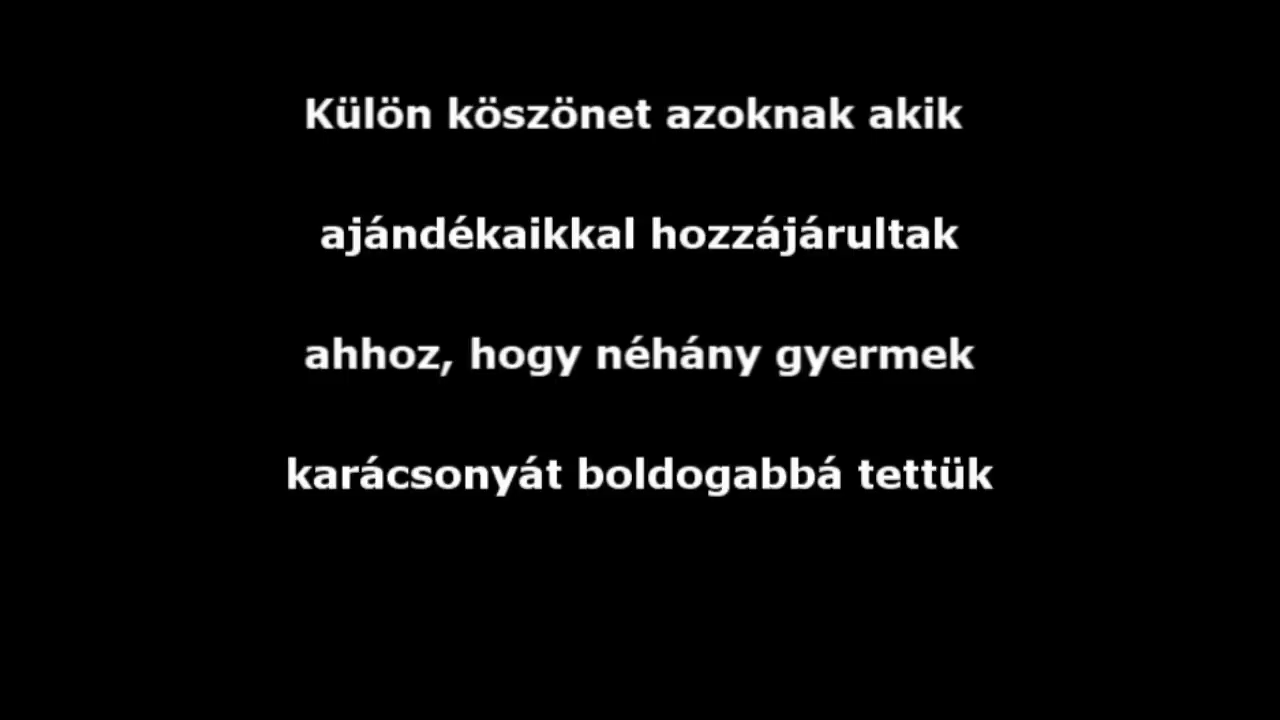 Külön köszönet azoknak akik
ajándékaikkal hozzájárultak
ahhoz, hogy néhány gyermek
karácsonyát boldogabbá tettük